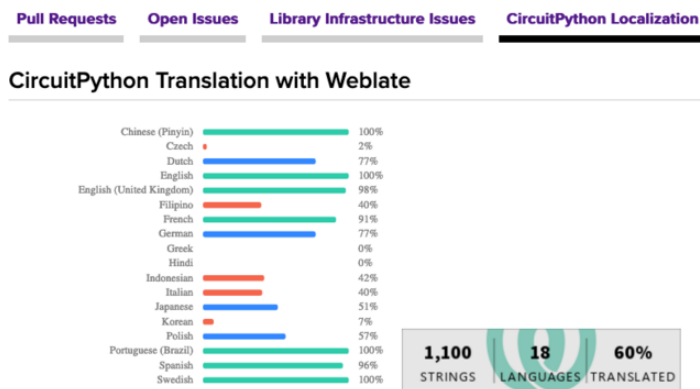 Pull Requests Open Issues Library Infrastructure Issues CircuitPython Localization
CircuitPython Translation with Weblate
Chinese (Pinyin) 100%
Czech 2%
Dutch 77%
English 100%
English (United Kingdom) 98%
Filipino 40%
French 91%
German 77%
Greek 0%
Hindi 0%
Indonesian 42%
Italian 40%
Japanese 51%
Korean 7%
Polish 57%
Portuguese (Brazil) 100%
Spanish 96%
Swedish 100%
1,100 18 60%
STRINGS LANGUAGES TRANSLATED